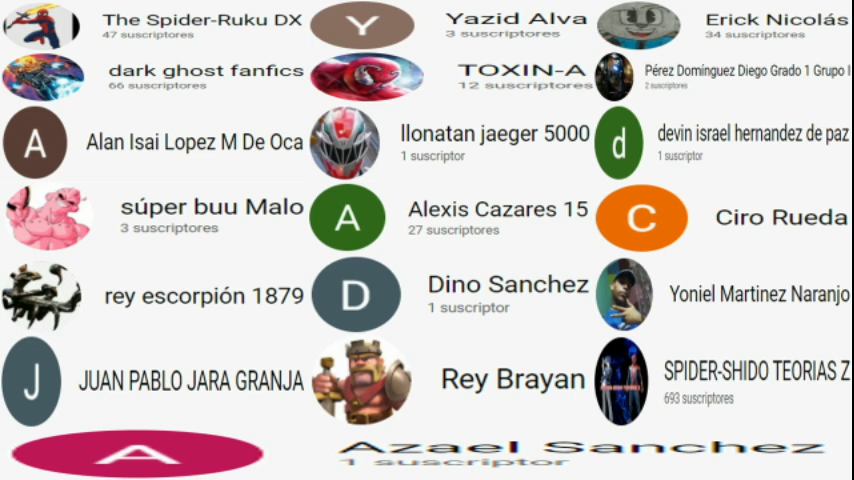 The Spider-Ruku DX
47 suscriptores
Y
Yazid Alva
3 suscriptores
Erick Nicolás
34 suscriptores
dark ghost fanfics
66 suscriptores
TOXIN-A
12 suscriptores
Pérez Domínguez Diego Grado 1 Grupo I
2 suscriptores
A
Alan Isai Lopez M De Oca
llonatan jaeger 5000
1 suscriptor
d
devin israel hernandez de paz
1 suscriptor
súper buu Malo
3 suscriptores
A
Alexis Cazares 15
27 suscriptores
C
Ciro Rueda
rey escorpión 1879
D
Dino Sanchez
1 suscriptor
Yoniel Martinez Naranjo
J
JUAN PABLO JARA GRANJA
Rey Brayan
SPIDER-SHIDO TEORIAS Z
693 suscriptores
A
Azael Sanchez
1 suscriptor